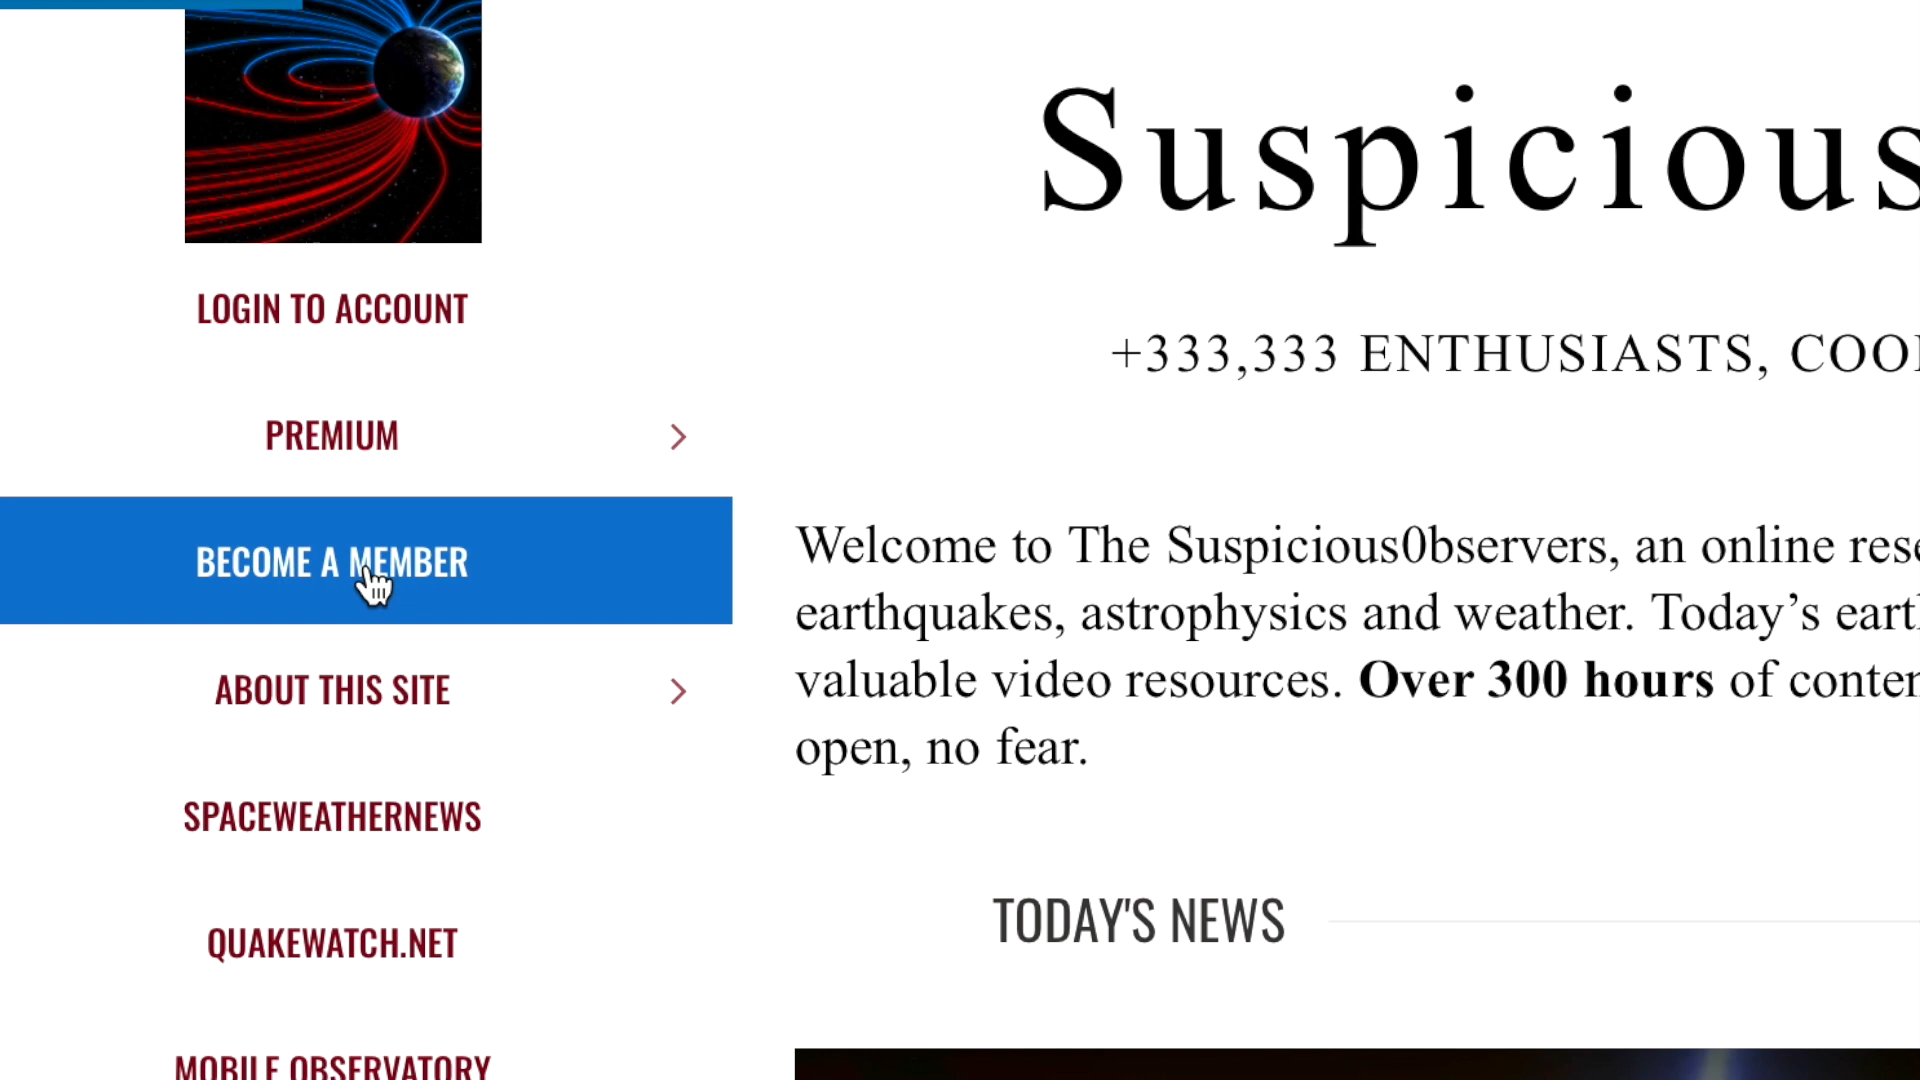 Suspicious
+333,333 ENTHUSIASTS,
LOGIN TO ACCOUNT
PREMIUM
BECOME A MEMBER
ABOUT THIS SITE
SPACEWEATHERNEWS
QUAKEWATCH.NET
MOBILE OBSERVATORY
Welcome to The Suspicious0bservers, an online
earthquakes, astrophysics and weather. Today’s
valuable video resources. Over 300 hours of
open, no fear.
TODAY'S NEWS